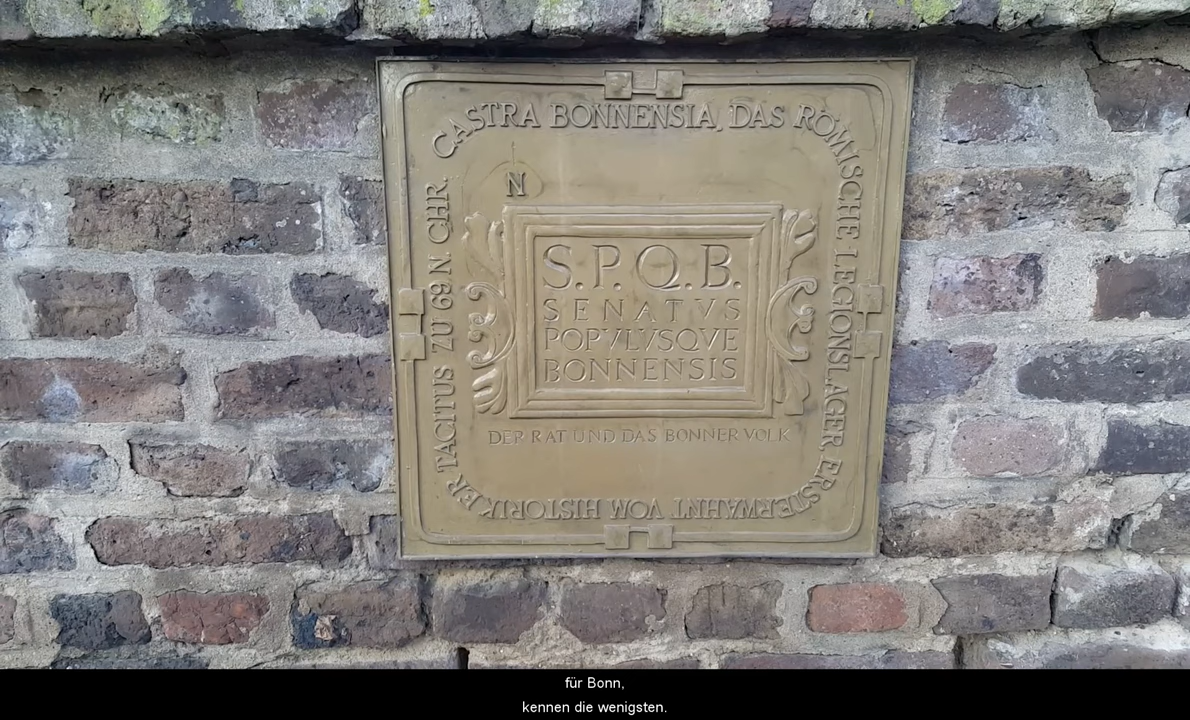 CASTRA BONNENSIA, DAS RÖMISCHE LEGIONSLAGER, ERSTERWÄHNT VOM HISTORIKER TACITUS ZU 69 N. CHR.
N
S.P.Q.B.
SENATVS
POPVLVSQVE
BONNENSIS
DER RAT UND DAS BONNER VOLK
für Bonn,
kennen die wenigsten.